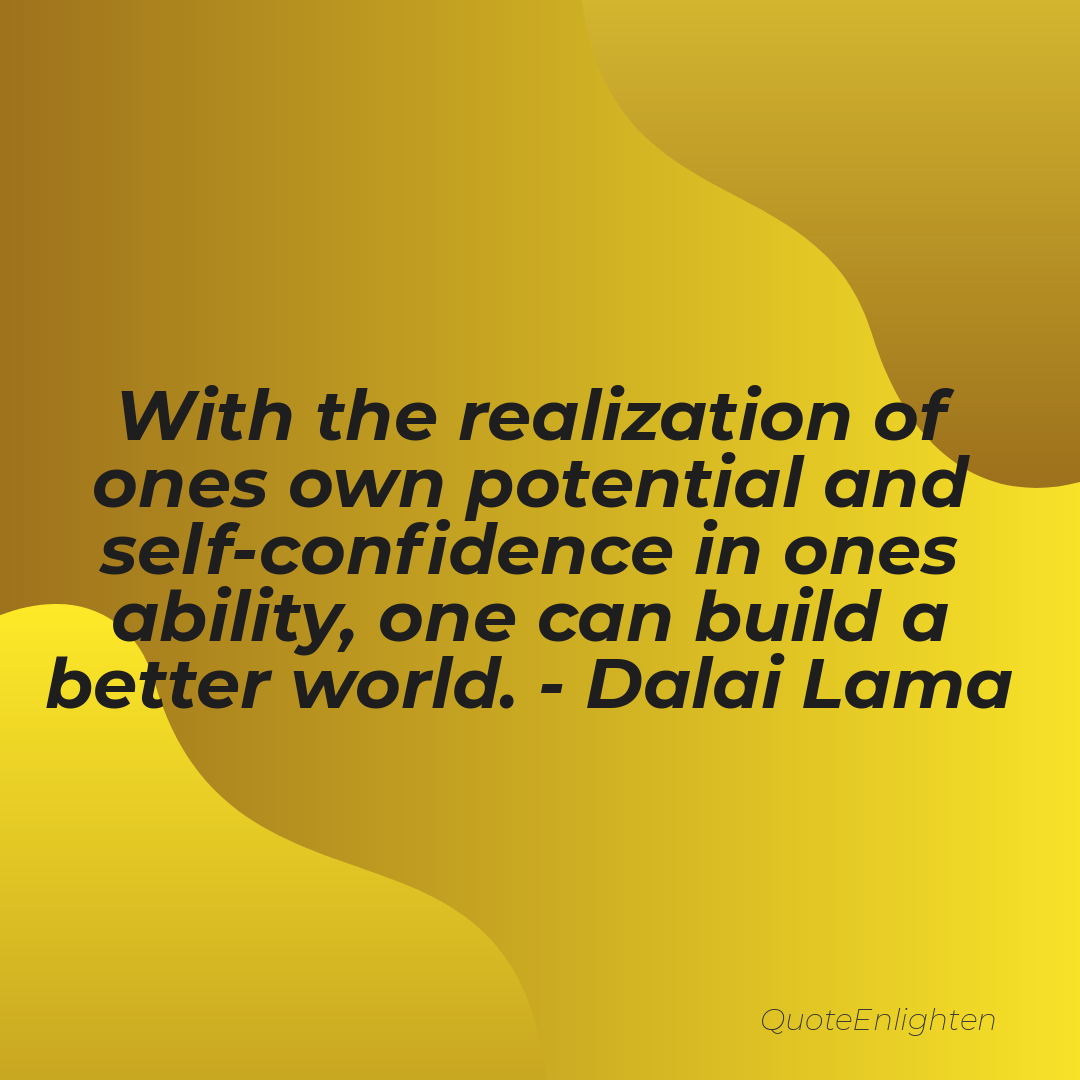 With the realization of
ones own potential and
self-confidence in ones
ability, one can build a
better world. - Dalai Lama
QuoteEnlighten